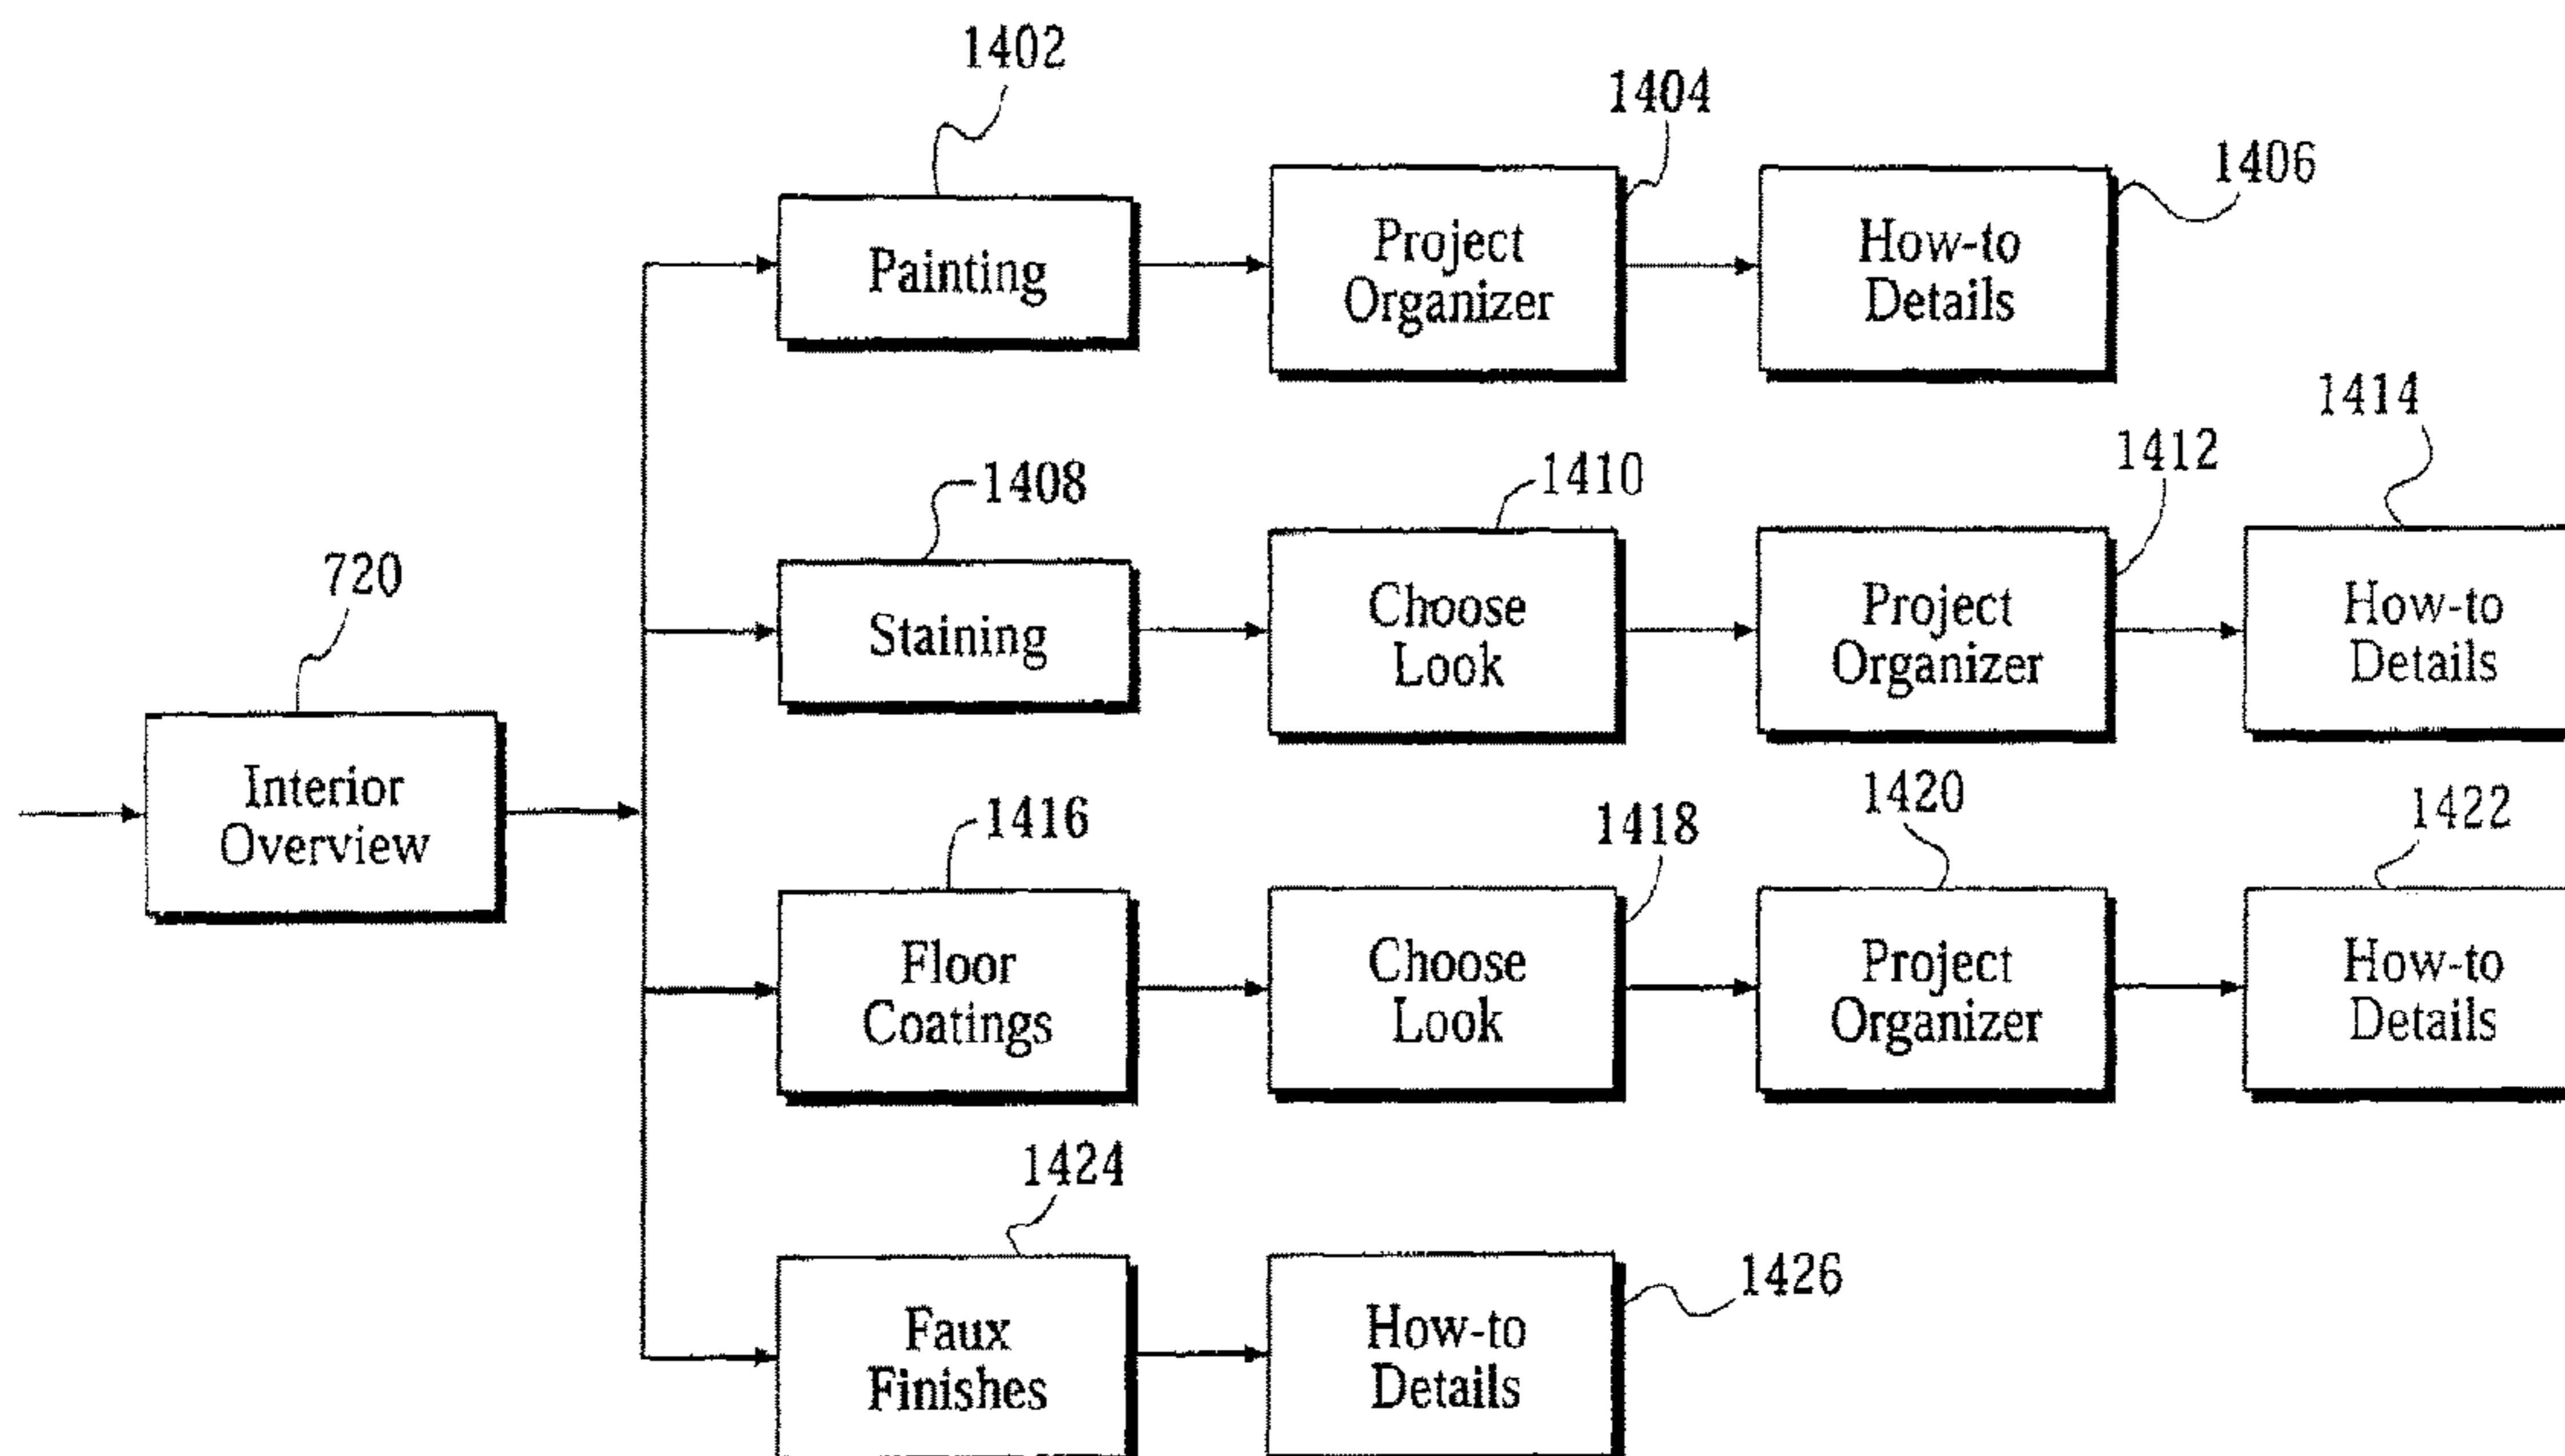 1402
1404
1406
Painting
Project
Organizer
How-to
Details
1408
1410
1412
1414
Staining
Choose
Look
Project
Organizer
How-to
Details
720
Interior
Overview
1416
1418
1420
1422
Floor
Coatings
Choose
Look
Project
Organizer
How-to
Details
1424
1426
Faux
Finishes
How-to
Details